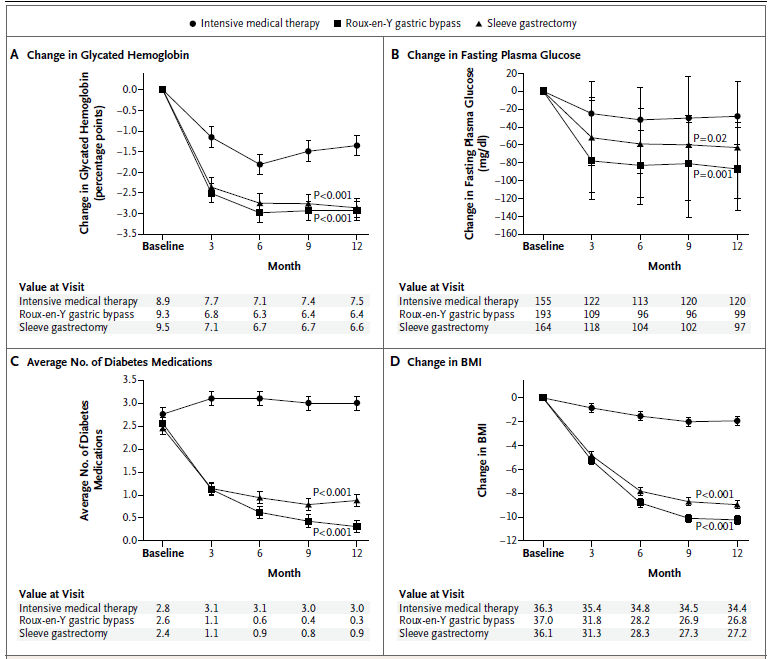 Intensive medical therapy Roux-en-Y gastric bypass Sleeve gastrectomy
A Change in Glycated Hemoglobin
Change in Glycated Hemoglobin
(percentage points)
0.0
−0.5
−1.0
−1.5
−2.0
−2.5
−3.0
−3.5
P<0.001
P<0.001
Baseline 3 6 9 12
Month
Value at Visit
Intensive medical therapy 8.9 7.7 7.1 7.4 7.5
Roux-en-Y gastric bypass 9.3 6.8 6.3 6.4 6.4
Sleeve gastrectomy 9.5 7.1 6.7 6.7 6.6
B Change in Fasting Plasma Glucose
Change in Fasting Plasma Glucose
(mg/dl)
20
0
−20
−40
−60
−80
−100
−120
−140
−160
P=0.02
P=0.001
Baseline 3 6 9 12
Month
Value at Visit
Intensive medical therapy 155 122 113 120 120
Roux-en-Y gastric bypass 193 109 96 96 99
Sleeve gastrectomy 164 118 104 102 97
C Average No. of Diabetes Medications
Average No. of Diabetes
Medications
3.5
3.0
2.5
2.0
1.5
1.0
0.5
0.0
P<0.001
P<0.001
Baseline 3 6 9 12
Month
Value at Visit
Intensive medical therapy 2.8 3.1 3.1 3.0 3.0
Roux-en-Y gastric bypass 2.6 1.1 0.6 0.4 0.3
Sleeve gastrectomy 2.4 1.1 0.9 0.8 0.9
D Change in BMI
Change in BMI
0
−2
−4
−6
−8
−10
−12
P<0.001
P<0.001
Baseline 3 6 9 12
Month
Value at Visit
Intensive medical therapy 36.3 35.4 34.8 34.5 34.4
Roux-en-Y gastric bypass 37.0 31.8 28.2 26.9 26.8
Sleeve gastrectomy 36.1 31.3 28.3 27.3 27.2